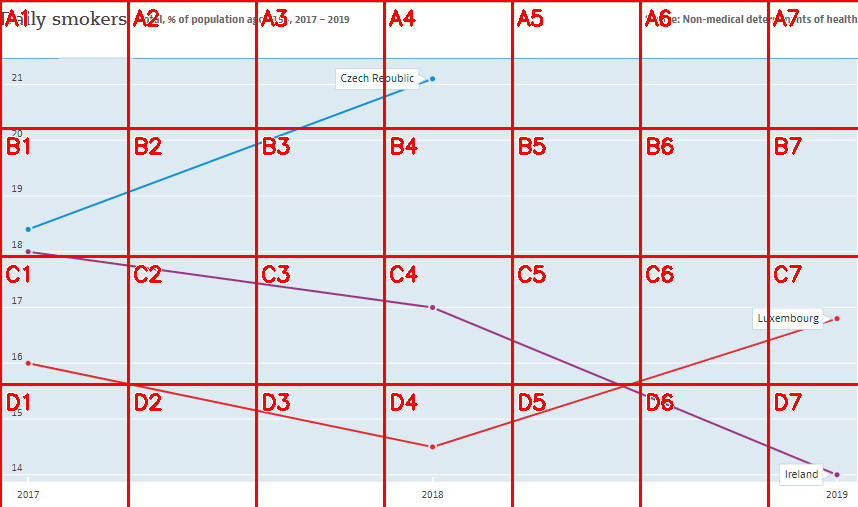 Daily smokers Total, % of population aged 15+, 2017 – 2019
Source: Non-medical determinants of health
A1 A2 A3 A4 A5 A6 A7
21
Czech Republic
20
B1 B2 B3 B4 B5 B6 B7
19
18
C1 C2 C3 C4 C5 C6 C7
17
Luxembourg
16
D1 D2 D3 D4 D5 D6 D7
15
14
Ireland
2017 2018 2019